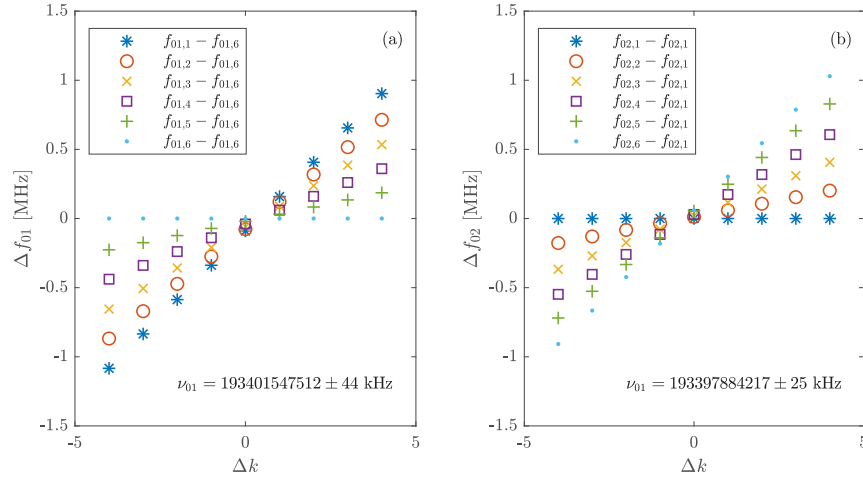 (a)
f01,1 − f01,6
f01,2 − f01,6
f01,3 − f01,6
f01,4 − f01,6
f01,5 − f01,6
f01,6 − f01,6
1.5
1
0.5
0
-0.5
-1
-1.5
Δf01 [MHz]
ν01 = 193401547512 ± 44 kHz
-5
0
5
Δk
(b)
f02,1 − f02,1
f02,2 − f02,1
f02,3 − f02,1
f02,4 − f02,1
f02,5 − f02,1
f02,6 − f02,1
1.5
1
0.5
0
-0.5
-1
-1.5
Δf02 [MHz]
ν01 = 193397884217 ± 25 kHz
-5
0
5
Δk